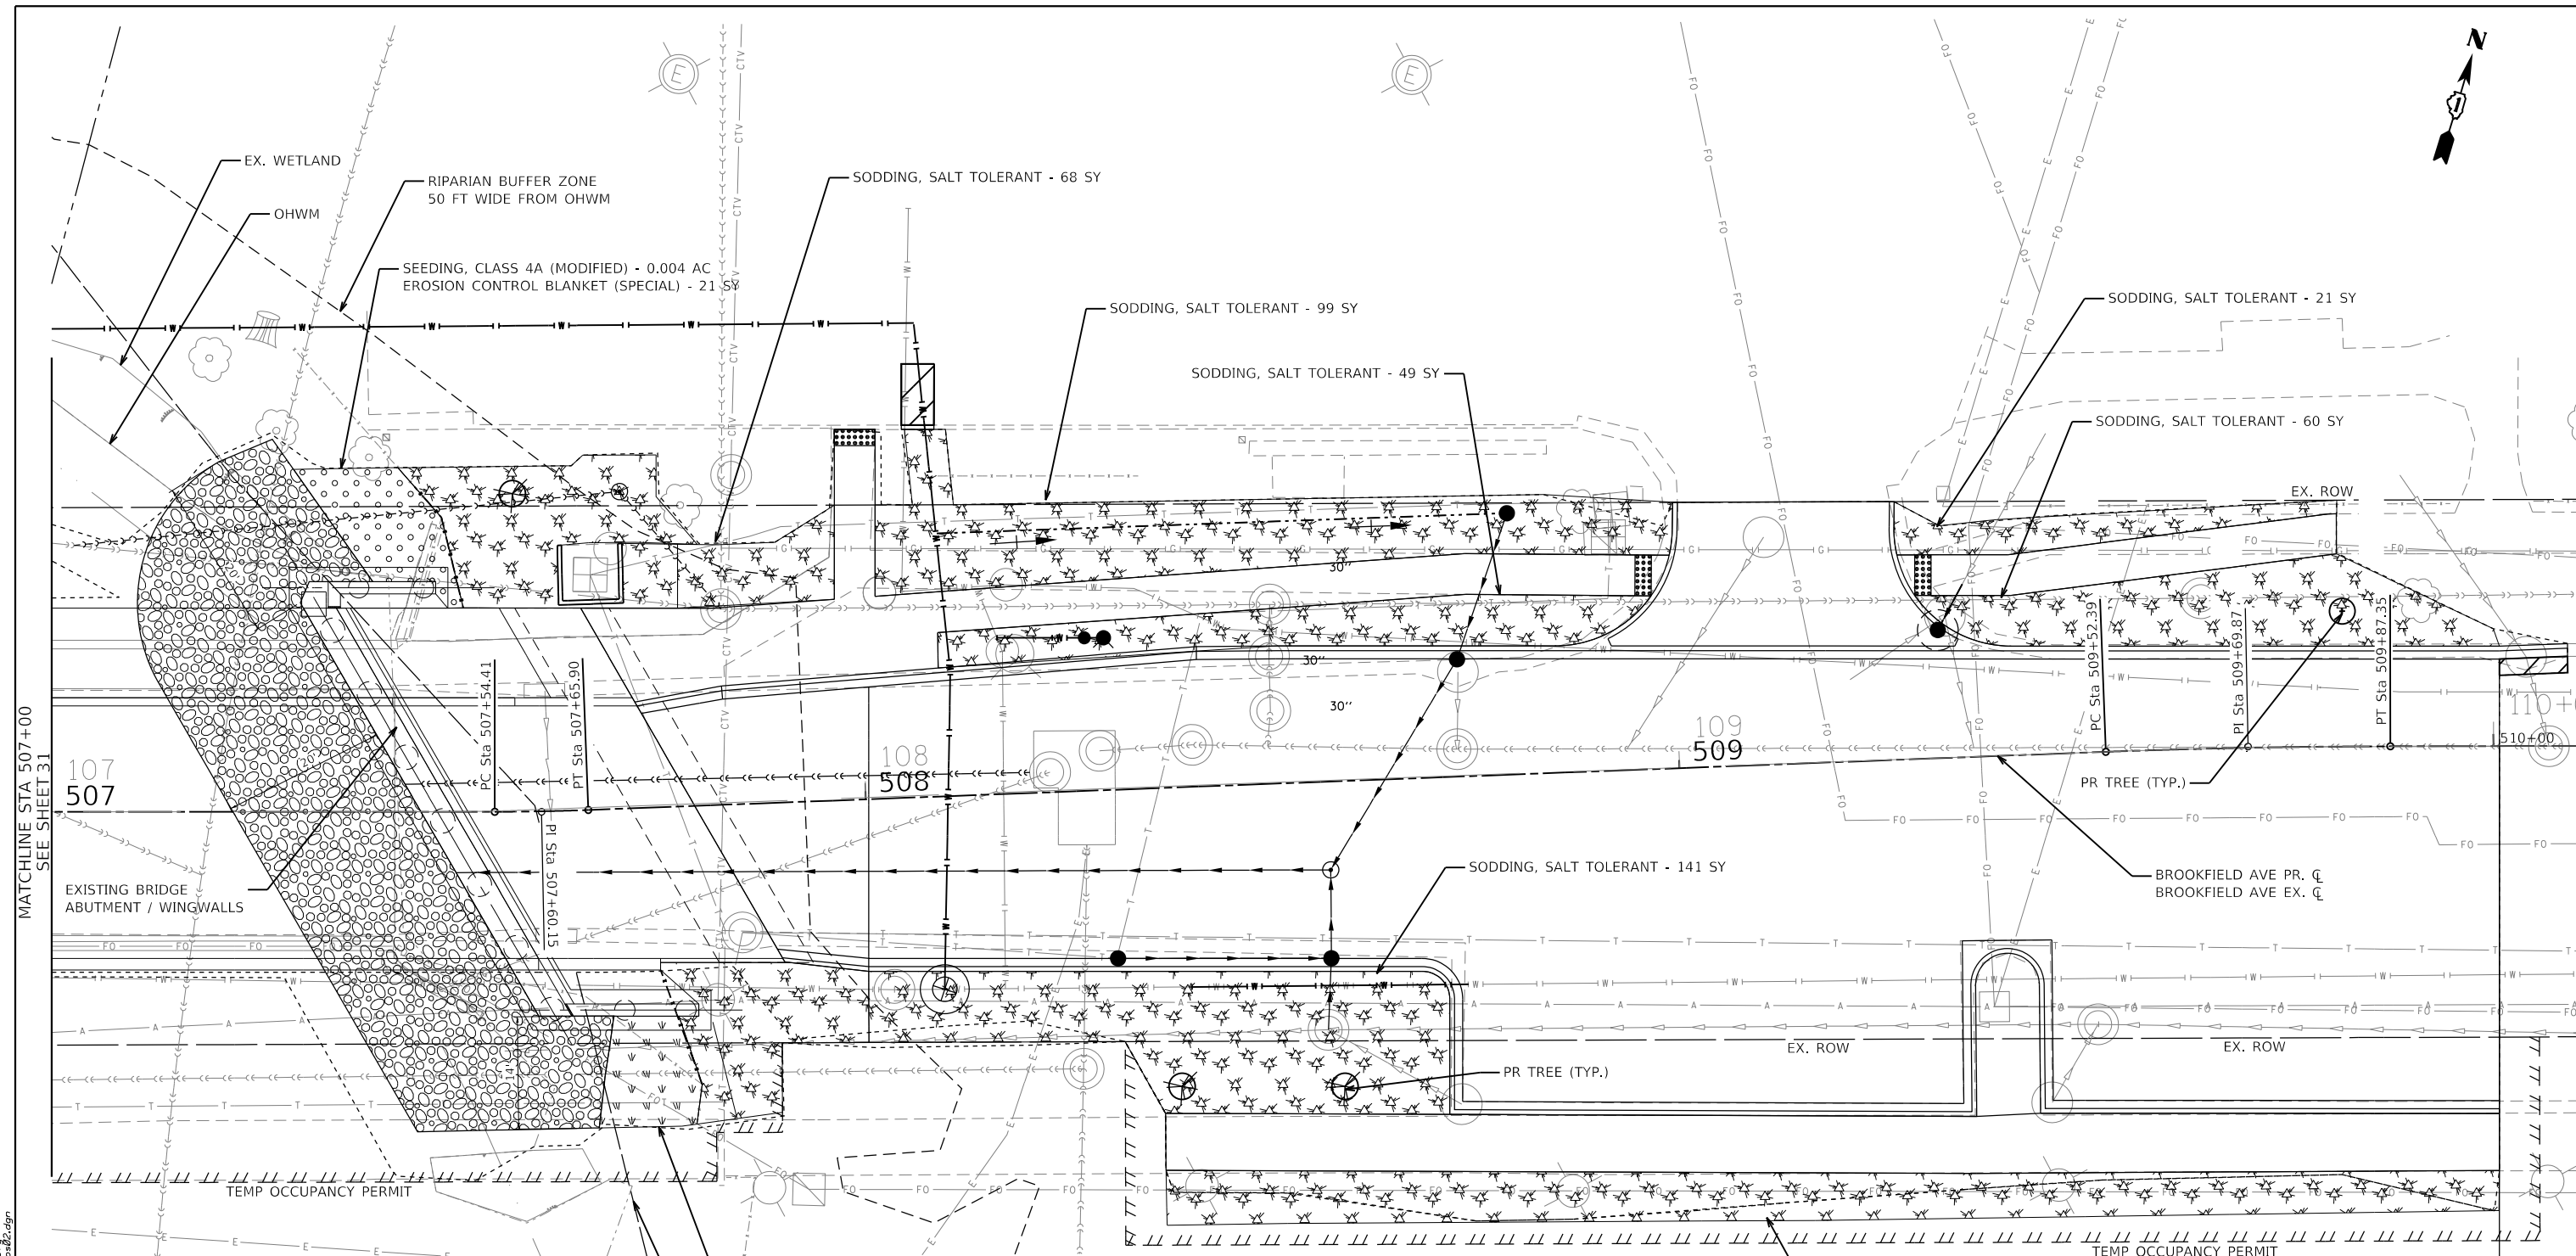 N
1
EX. WETLAND
RIPARIAN BUFFER ZONE
50 FT WIDE FROM OHWM
OHWM
SEEDING, CLASS 4A (MODIFIED) - 0.004 AC
EROSION CONTROL BLANKET (SPECIAL) - 21 SY
SODDING, SALT TOLERANT - 68 SY
SODDING, SALT TOLERANT - 99 SY
SODDING, SALT TOLERANT - 49 SY
SODDING, SALT TOLERANT - 21 SY
SODDING, SALT TOLERANT - 60 SY
EX. ROW
30''
30''
30''
PC Sta 507+54.41
PT Sta 507+65.90
PI Sta 507+60.15
PC Sta 509+52.39
PI Sta 509+69.87
PT Sta 509+87.35
MATCHLINE STA 507+00
SEE SHEET 31
107
507
108
508
109
509
510+00
PR TREE (TYP.)
EXISTING BRIDGE
ABUTMENT / WINGWALLS
SODDING, SALT TOLERANT - 141 SY
BROOKFIELD AVE PR. ℄
BROOKFIELD AVE EX. ℄
EX. ROW
EX. ROW
PR TREE (TYP.)
14'
TEMP OCCUPANCY PERMIT
TEMP OCCUPANCY PERMIT